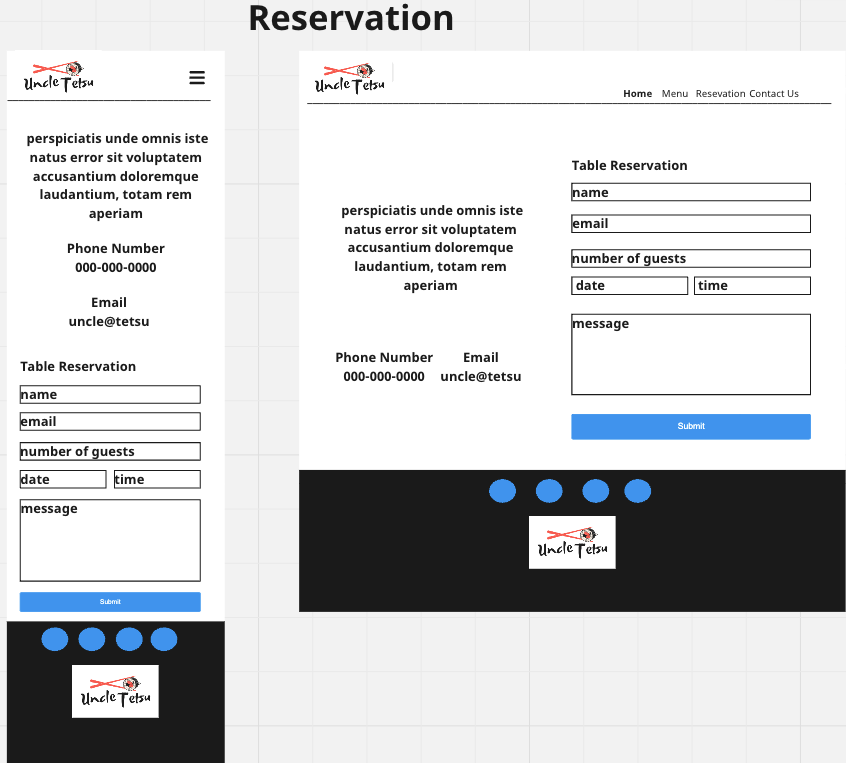 Reservation
Uncle Tetsu
perspiciatis unde omnis iste
natus error sit voluptatem
accusantium doloremque
laudantium, totam rem
aperiam
Phone Number
000-000-0000
Email
uncle@tetsu
Table Reservation
name
email
number of guests
date time
message
Submit
Uncle Tetsu
Uncle Tetsu
Home Menu Resevation Contact Us
perspiciatis unde omnis iste
natus error sit voluptatem
accusantium doloremque
laudantium, totam rem
aperiam
Phone Number Email
000-000-0000 uncle@tetsu
Table Reservation
name
email
number of guests
date time
message
Submit
Uncle Tetsu